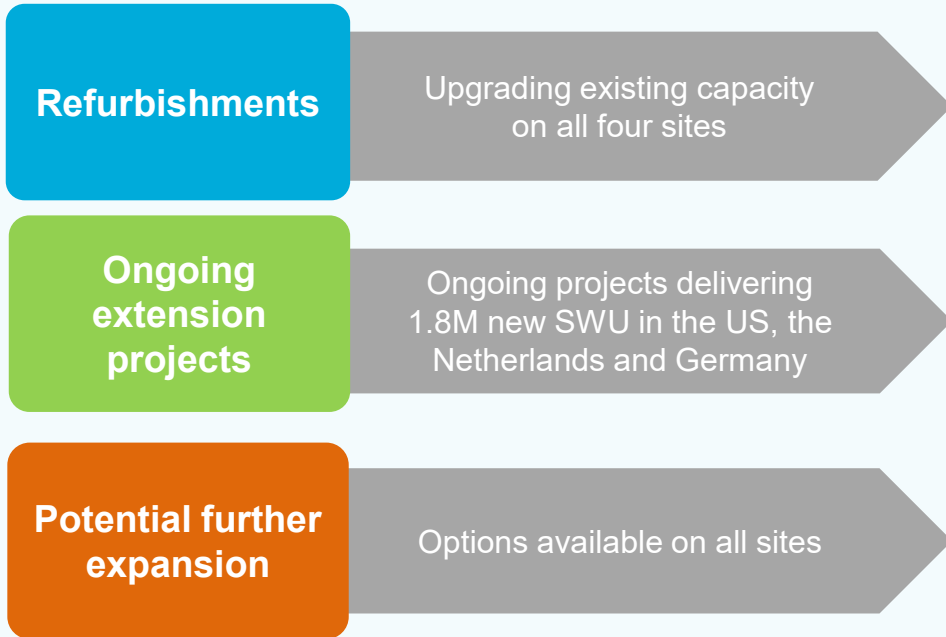 Refurbishments
Upgrading existing capacity
on all four sites
Ongoing
extension
projects
Ongoing projects delivering
1.8M new SWU in the US, the
Netherlands and Germany
Potential further
expansion
Options available on all sites